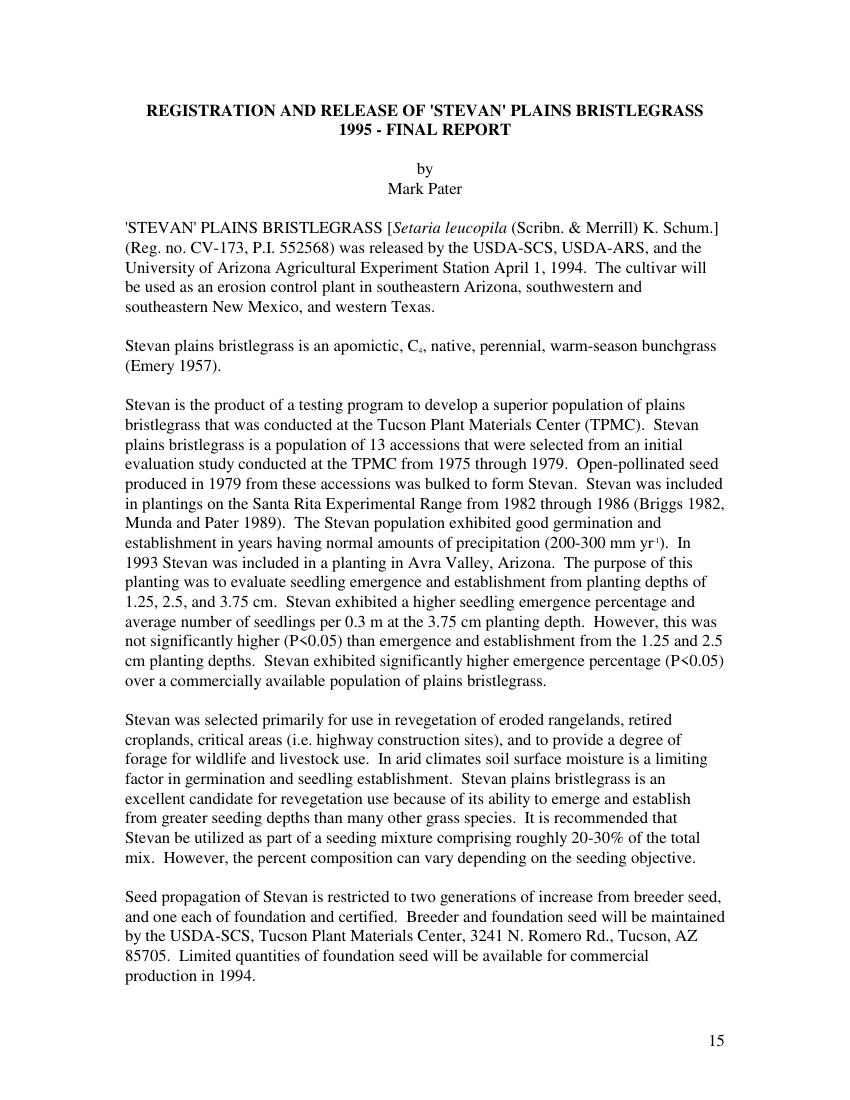 REGISTRATION AND RELEASE OF 'STEVAN' PLAINS BRISTLEGRASS
1995 - FINAL REPORT
by
Mark Pater
'STEVAN' PLAINS BRISTLEGRASS [Setaria leucopila (Scribn. & Merrill) K. Schum.]
(Reg. no. CV-173, P.I. 552568) was released by the USDA-SCS, USDA-ARS, and the
University of Arizona Agricultural Experiment Station April 1, 1994.  The cultivar will
be used as an erosion control plant in southeastern Arizona, southwestern and
southeastern New Mexico, and western Texas.
Stevan plains bristlegrass is an apomictic, C₄, native, perennial, warm-season bunchgrass
(Emery 1957).
Stevan is the product of a testing program to develop a superior population of plains
bristlegrass that was conducted at the Tucson Plant Materials Center (TPMC).  Stevan
plains bristlegrass is a population of 13 accessions that were selected from an initial
evaluation study conducted at the TPMC from 1975 through 1979.  Open-pollinated seed
produced in 1979 from these accessions was bulked to form Stevan.  Stevan was included
in plantings on the Santa Rita Experimental Range from 1982 through 1986 (Briggs 1982,
Munda and Pater 1989).  The Stevan population exhibited good germination and
establishment in years having normal amounts of precipitation (200-300 mm yr⁻¹).  In
1993 Stevan was included in a planting in Avra Valley, Arizona.  The purpose of this
planting was to evaluate seedling emergence and establishment from planting depths of
1.25, 2.5, and 3.75 cm.  Stevan exhibited a higher seedling emergence percentage and
average number of seedlings per 0.3 m at the 3.75 cm planting depth.  However, this was
not significantly higher (P<0.05) than emergence and establishment from the 1.25 and 2.5
cm planting depths.  Stevan exhibited significantly higher emergence percentage (P<0.05)
over a commercially available population of plains bristlegrass.
Stevan was selected primarily for use in revegetation of eroded rangelands, retired
croplands, critical areas (i.e. highway construction sites), and to provide a degree of
forage for wildlife and livestock use.  In arid climates soil surface moisture is a limiting
factor in germination and seedling establishment.  Stevan plains bristlegrass is an
excellent candidate for revegetation use because of its ability to emerge and establish
from greater seeding depths than many other grass species.  It is recommended that
Stevan be utilized as part of a seeding mixture comprising roughly 20-30% of the total
mix.  However, the percent composition can vary depending on the seeding objective.
Seed propagation of Stevan is restricted to two generations of increase from breeder seed,
and one each of foundation and certified.  Breeder and foundation seed will be maintained
by the USDA-SCS, Tucson Plant Materials Center, 3241 N. Romero Rd., Tucson, AZ
85705.  Limited quantities of foundation seed will be available for commercial
production in 1994.
15